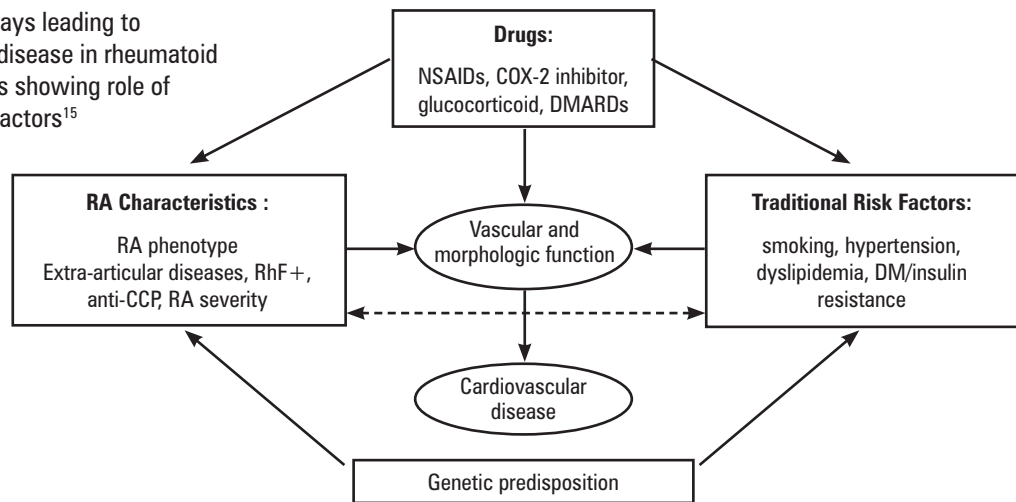 ays leading to
disease in rheumatoid
s showing role of
actors¹⁵
Drugs:
NSAIDs, COX-2 inhibitor,
glucocorticoid, DMARDs
RA Characteristics :
RA phenotype
Extra-articular diseases, RhF+,
anti-CCP, RA severity
Vascular and
morphologic function
Traditional Risk Factors:
smoking, hypertension,
dyslipidemia, DM/insulin
resistance
Cardiovascular
disease
Genetic predisposition